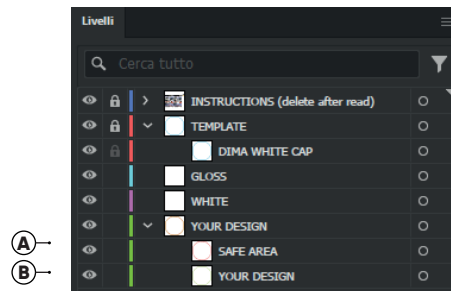 Livelli
Cerca tutto
INSTRUCTIONS (delete after read)
TEMPLATE
DIMA WHITE CAP
GLOSS
WHITE
YOUR DESIGN
A SAFE AREA
B YOUR DESIGN